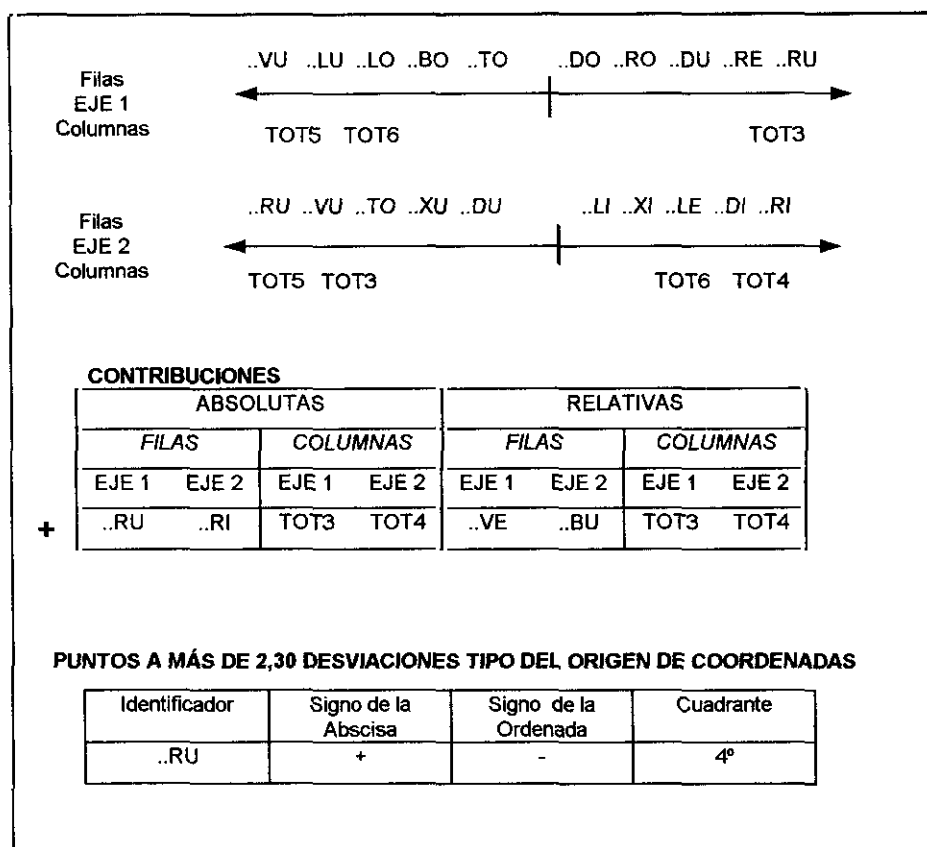 ..VU ..LU ..LO ..BO ..TO ..DO ..RO ..DU ..RE ..RU
Filas
EJE 1
Columnas
TOT5 TOT6 TOT3
..RU ..VU ..TO ..XU ..DU ..LI ..XI ..LE ..DI ..RI
Filas
EJE 2
Columnas
TOT5 TOT3 TOT6 TOT4
CONTRIBUCIONES
ABSOLUTAS RELATIVAS
FILAS COLUMNAS FILAS COLUMNAS
EJE 1 EJE 2 EJE 1 EJE 2 EJE 1 EJE 2 EJE 1 EJE 2
+ ..RU ..RI TOT3 TOT4 ..VE ..BU TOT3 TOT4
PUNTOS A MÁS DE 2,30 DESVIACIONES TIPO DEL ORIGEN DE COORDENADAS
Identificador Signo de la Signo de la Cuadrante
Abscisa Ordenada
..RU + - 4º